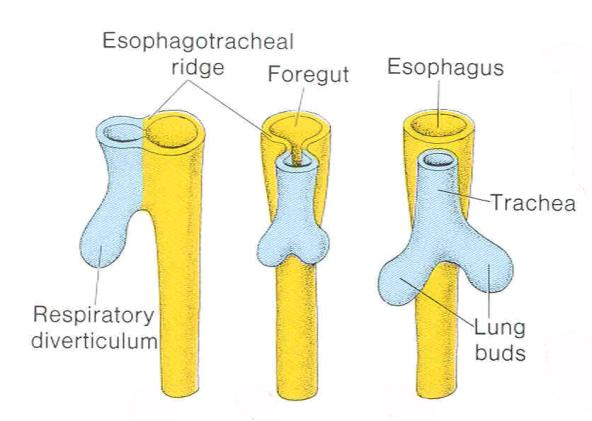 Esophagotracheal
ridge
Foregut
Esophagus
Trachea
Respiratory
diverticulum
Lung
buds